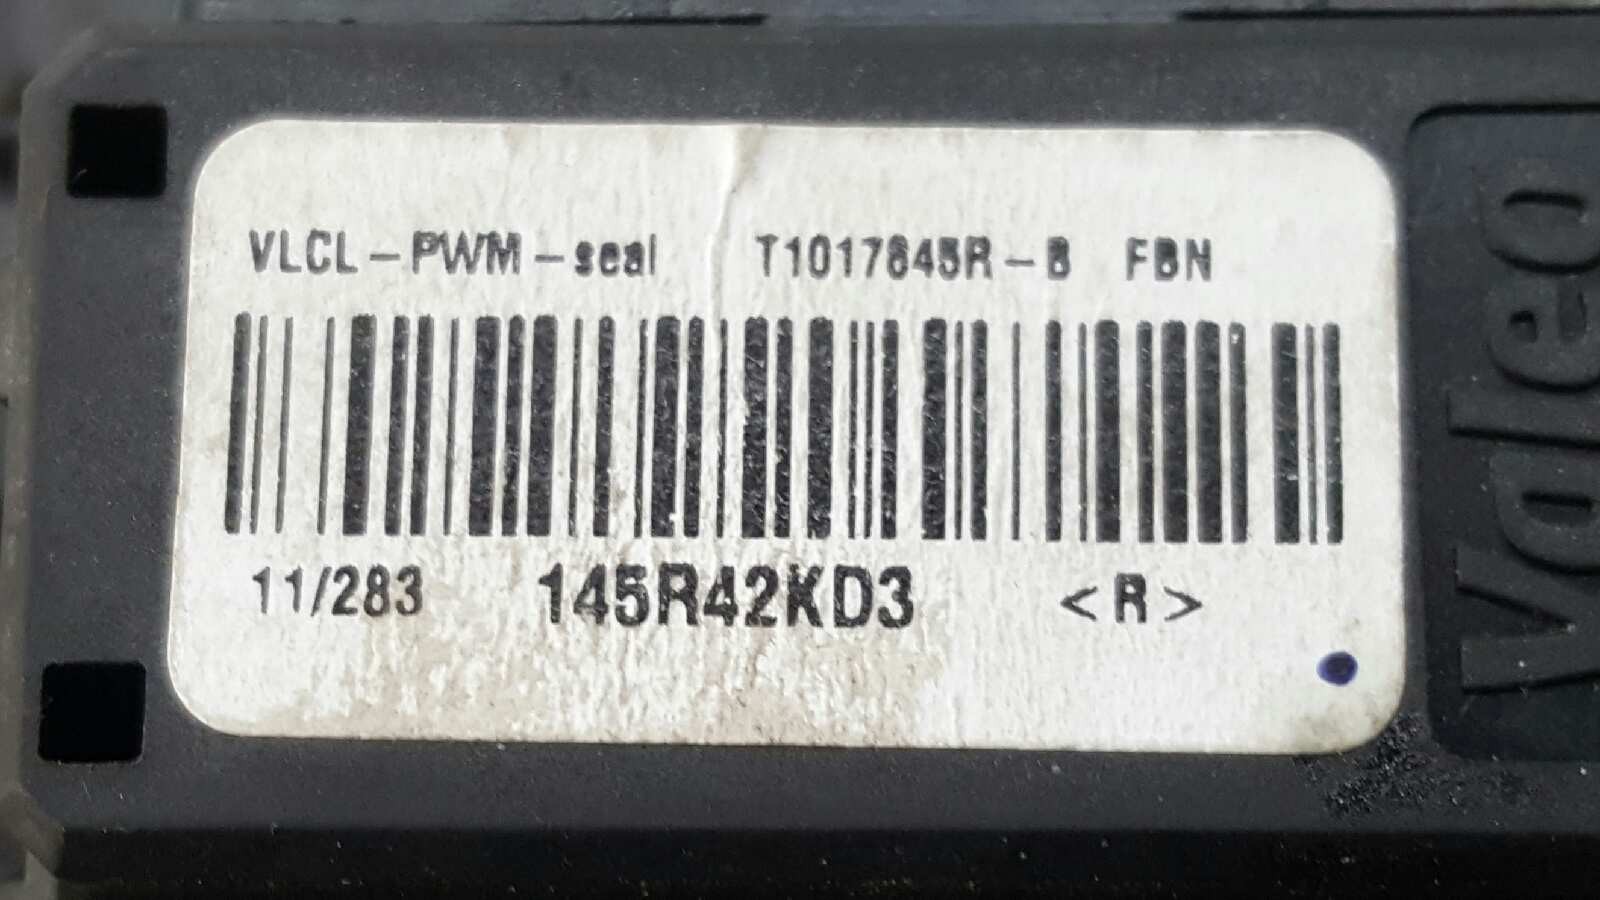 VLCL-PWM-seal T1017845R-B FBN
11/283 145R42KD3 <R>
Valeo